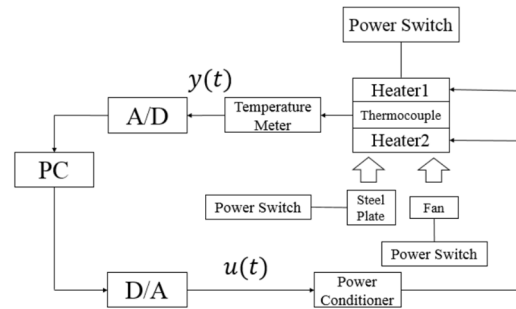 Power Switch
y(t)
Heater1
A/D
Temperature
Meter
Thermocouple
Heater2
PC
Power Switch
Steel
Plate
Fan
Power Switch
u(t)
D/A
Power
Conditioner